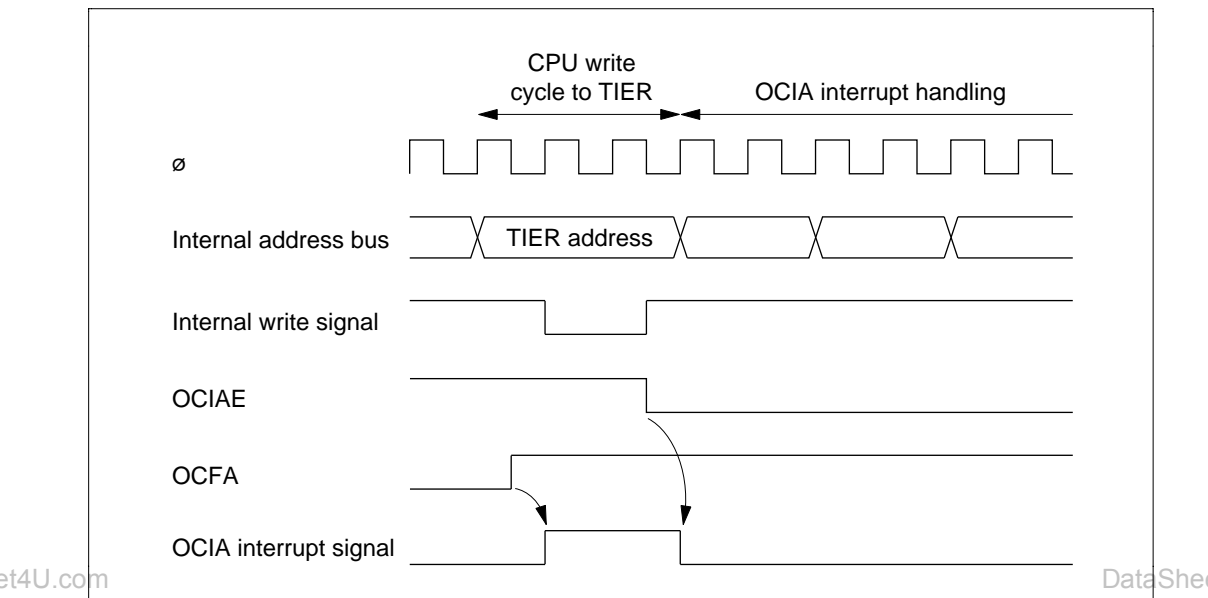 CPU write
cycle to TIER
OCIA interrupt handling
ø
Internal address bus
TIER address
Internal write signal
OCIAE
OCFA
OCIA interrupt signal
et4U.com
DataShee